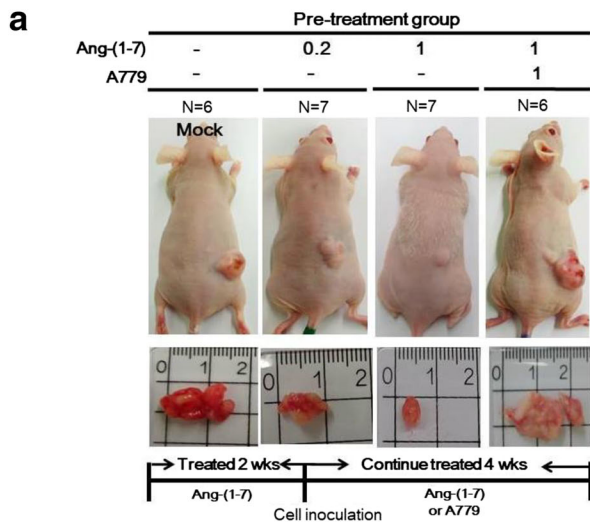 a
Pre-treatment group
Ang-(1-7) - 0.2 1 1
A779 - - - 1
N=6 N=7 N=7 N=6
Mock
0 1 2 0 1 2 0 1 2 0 1 2
Treated 2 wks Continue treated 4 wks
Ang-(1-7) Ang-(1-7)
or A779
Cell inoculation